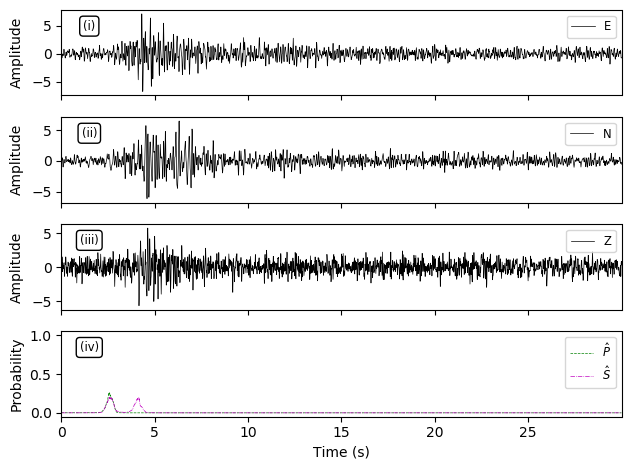 (i)
E
Amplitude
5
0
−5
(ii)
N
Amplitude
5
0
−5
(iii)
Z
Amplitude
5
0
−5
(iv)
P̂
Ŝ
Probability
1.0
0.5
0.0
0 5 10 15 20 25
Time (s)